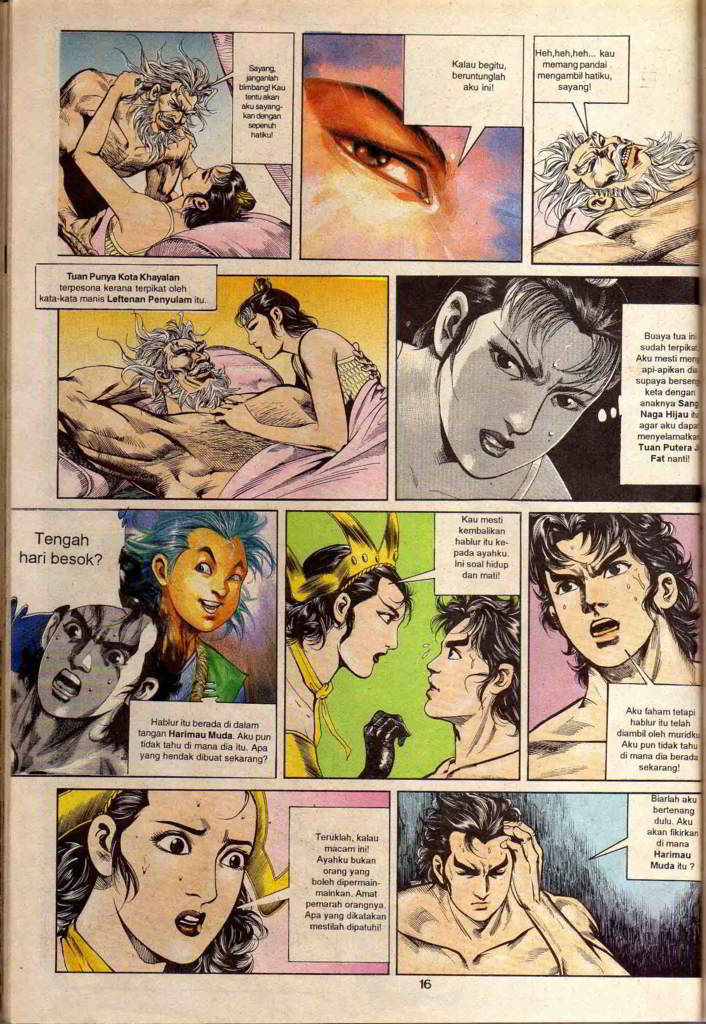 Sayang,
janganlah
bimbang! Kau
tentu akan
aku sayang-
kan dengan
sepenuh
hatiku!
Kalau begitu,
beruntunglah
aku ini!
Heh,heh,heh... kau
memang pandai
mengambil hatiku,
sayang!
Tuan Punya Kota Khayalan
terpesona kerana terpikat oleh
kata-kata manis Leftenan Penyulam itu.
Buaya tua ini
sudah terpikat
Aku mesti
api-apikan dia
supaya berseng
keta dengan
anaknya Sang
Naga Hijau
agar aku dapat
menyelamatkan
Tuan Putera
Fat nanti!
Tengah
hari besok?
Hablur itu berada di dalam
tangan Harimau Muda. Aku pun
tidak tahu di mana dia itu. Apa
yang hendak dibuat sekarang?
Kau mesti
kembalikan
hablur itu ke-
pada ayahku.
Ini soal hidup
dan mati!
Aku faham tetapi
hablur itu telah
diambil oleh muridku
Aku pun tidak tahu
di mana dia berada
sekarang!
Teruklah, kalau
macam ini!
Ayahku bukan
orang yang
boleh dipermain-
mainkan. Amat
pemarah orangnya.
Apa yang dikatakan
mestilah dipatuhi!
Biarlah aku
bertenang
dulu. Aku
akan fikirkan
di mana
Harimau
Muda itu ?
16